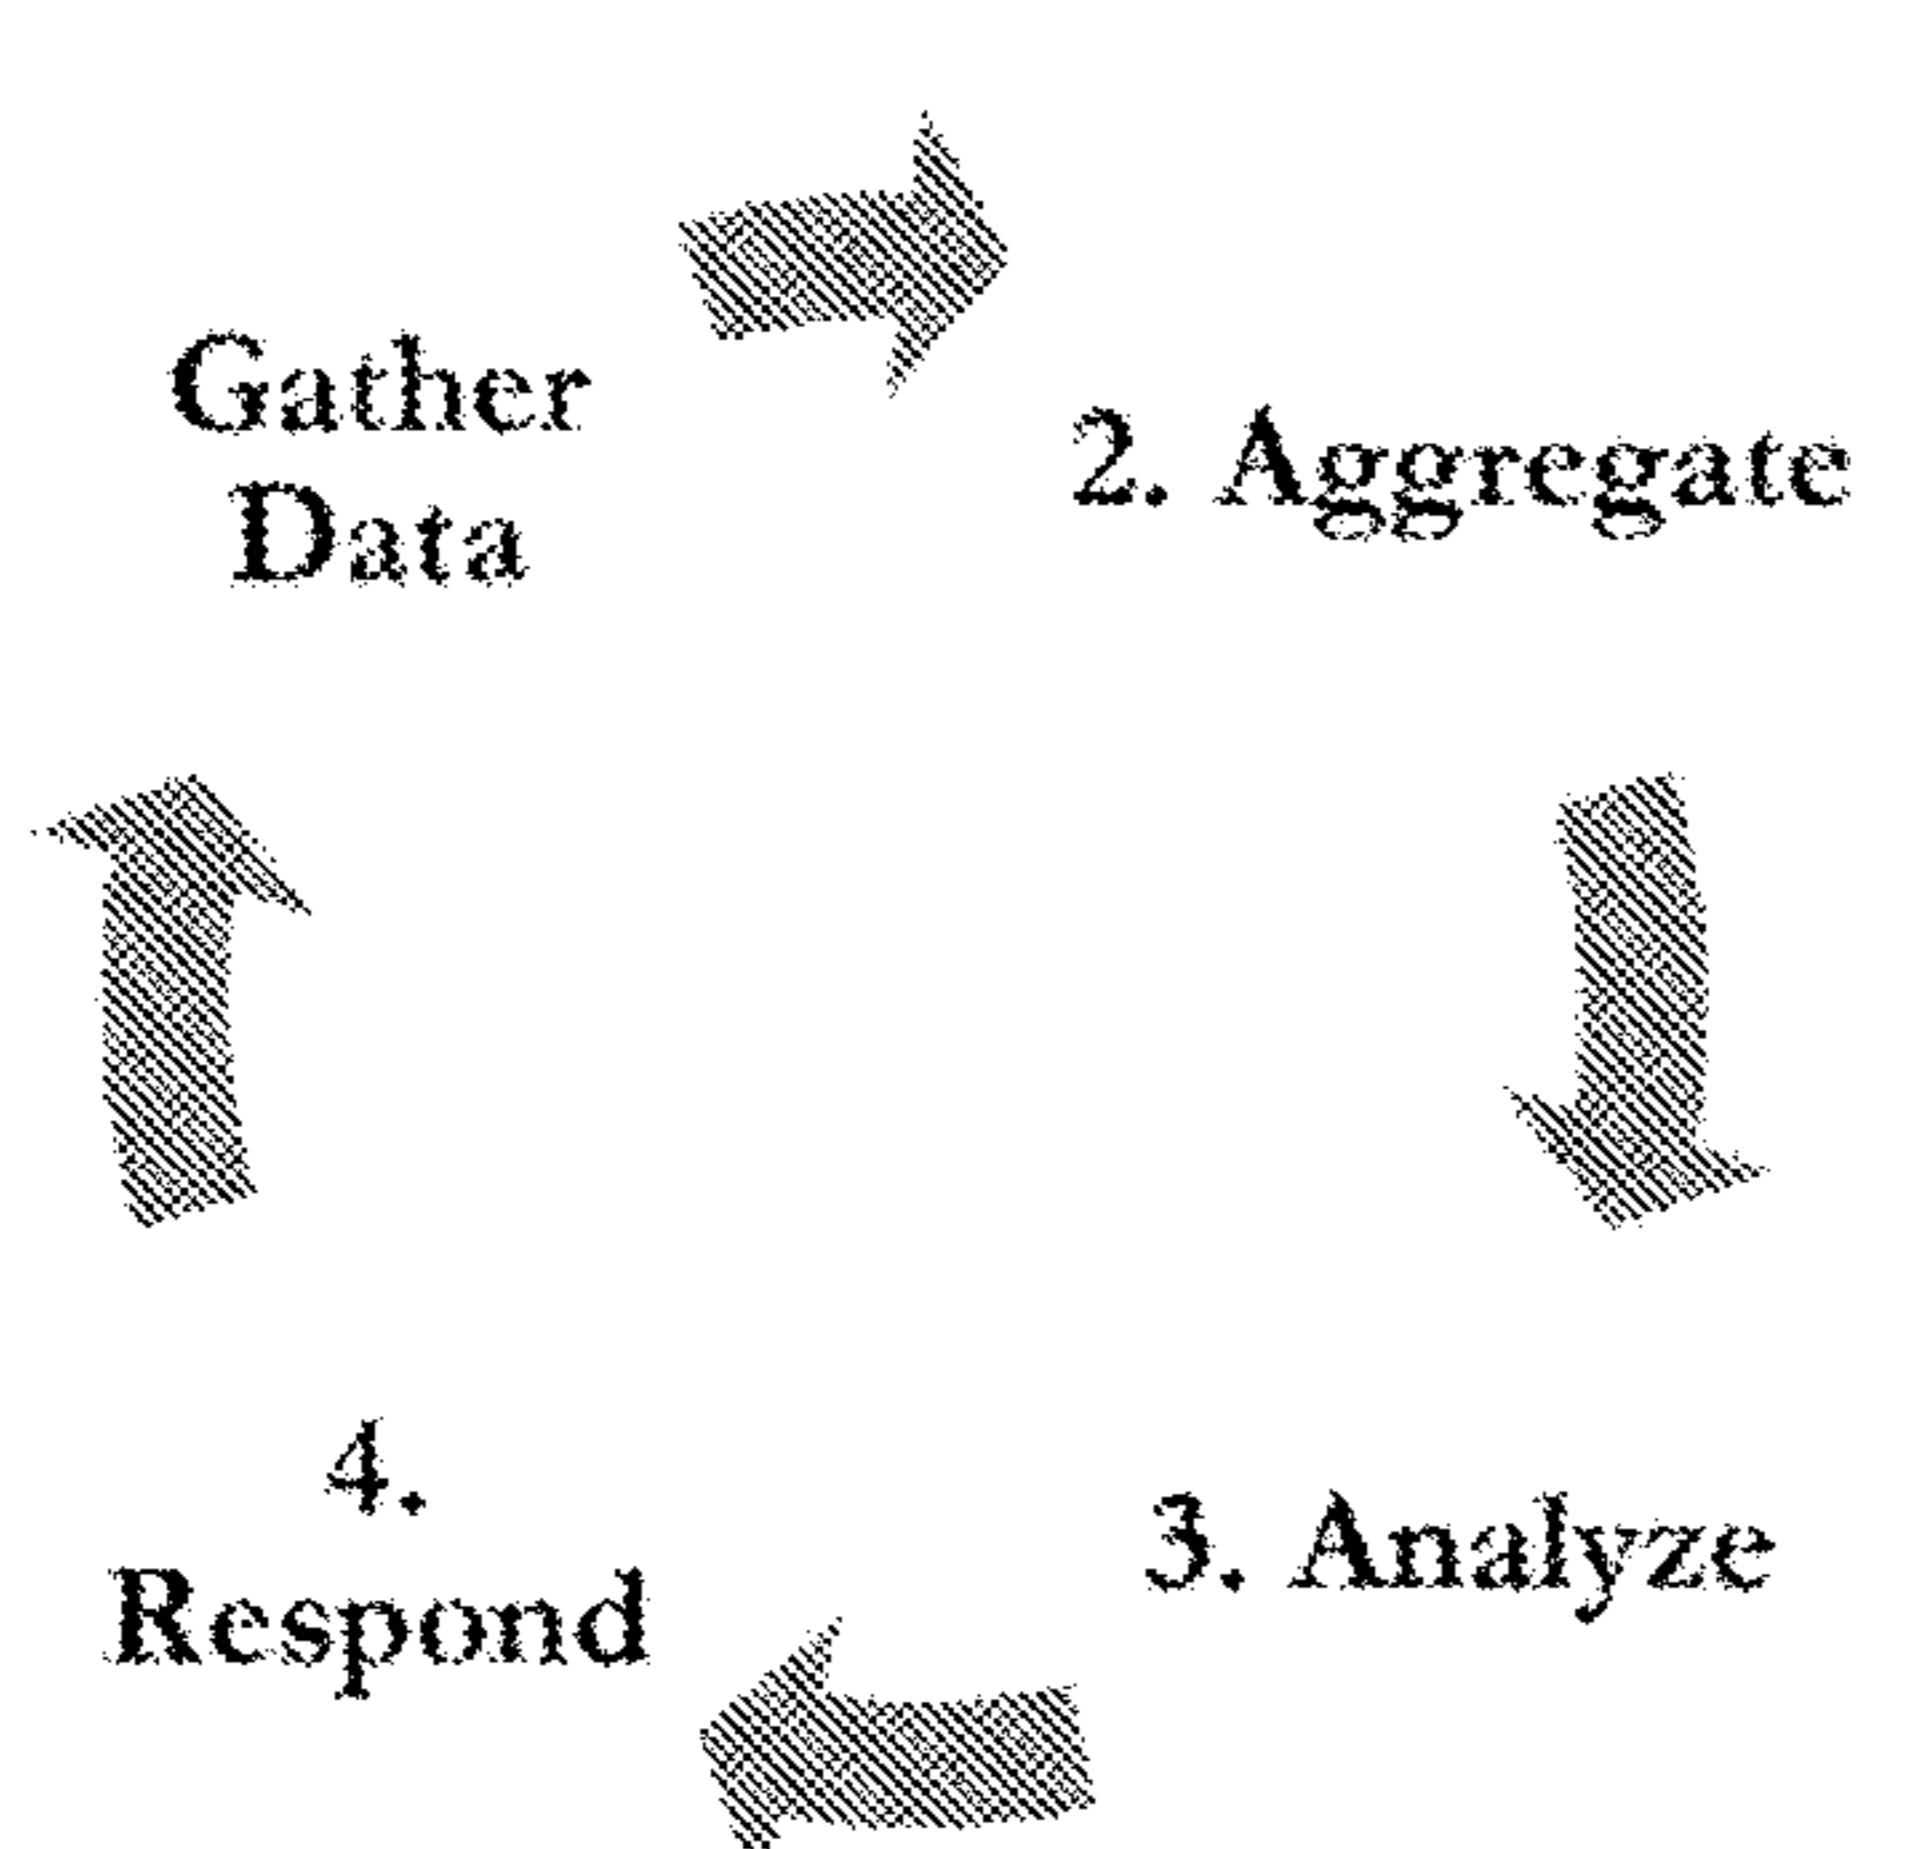 Gather
Data
2. Aggregate
3. Analyze
4.
Respond